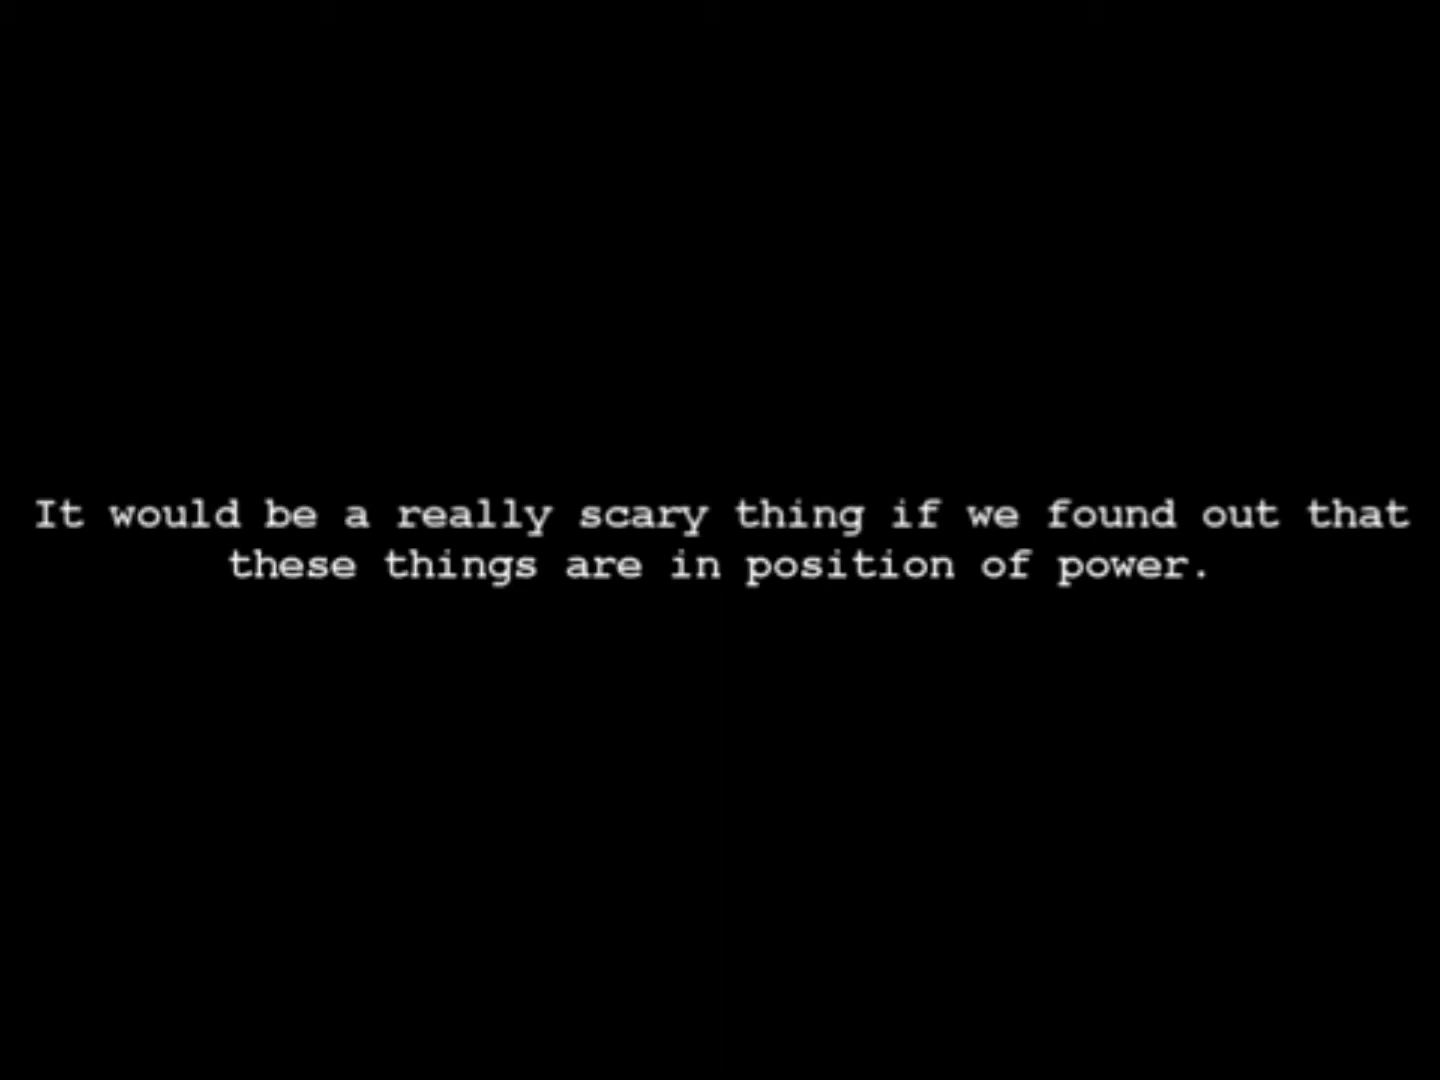 It would be a really scary thing if we found out that
these things are in position of power.